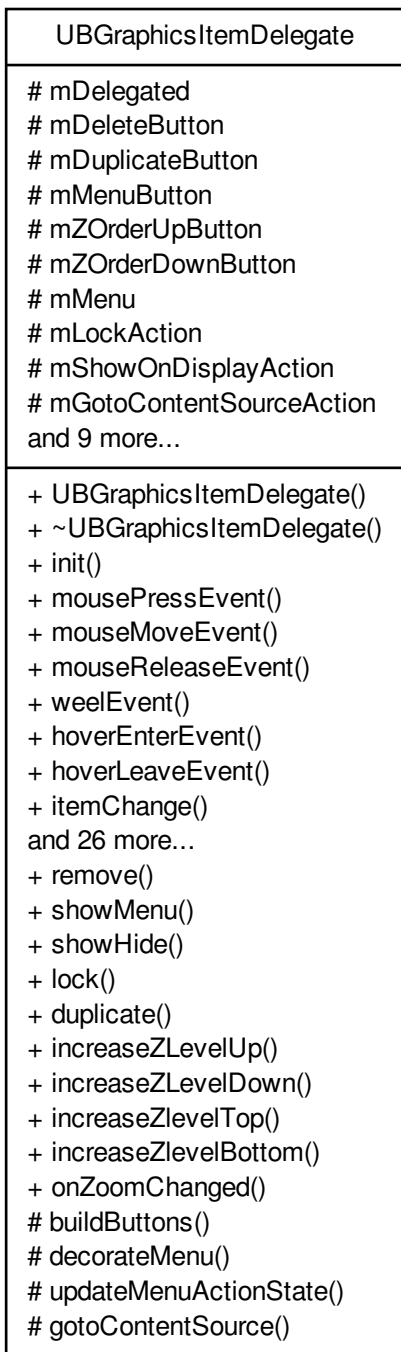 UBGraphicsItemDelegate
# mDelegated
# mDeleteButton
# mDuplicateButton
# mMenuButton
# mZOrderUpButton
# mZOrderDownButton
# mMenu
# mLockAction
# mShowOnDisplayAction
# mGotoContentSourceAction
and 9 more...
+ UBGraphicsItemDelegate()
+ ~UBGraphicsItemDelegate()
+ init()
+ mousePressEvent()
+ mouseMoveEvent()
+ mouseReleaseEvent()
+ weelEvent()
+ hoverEnterEvent()
+ hoverLeaveEvent()
+ itemChange()
and 26 more...
+ remove()
+ showMenu()
+ showHide()
+ lock()
+ duplicate()
+ increaseZLevelUp()
+ increaseZLevelDown()
+ increaseZlevelTop()
+ increaseZlevelBottom()
+ onZoomChanged()
# buildButtons()
# decorateMenu()
# updateMenuActionState()
# gotoContentSource()